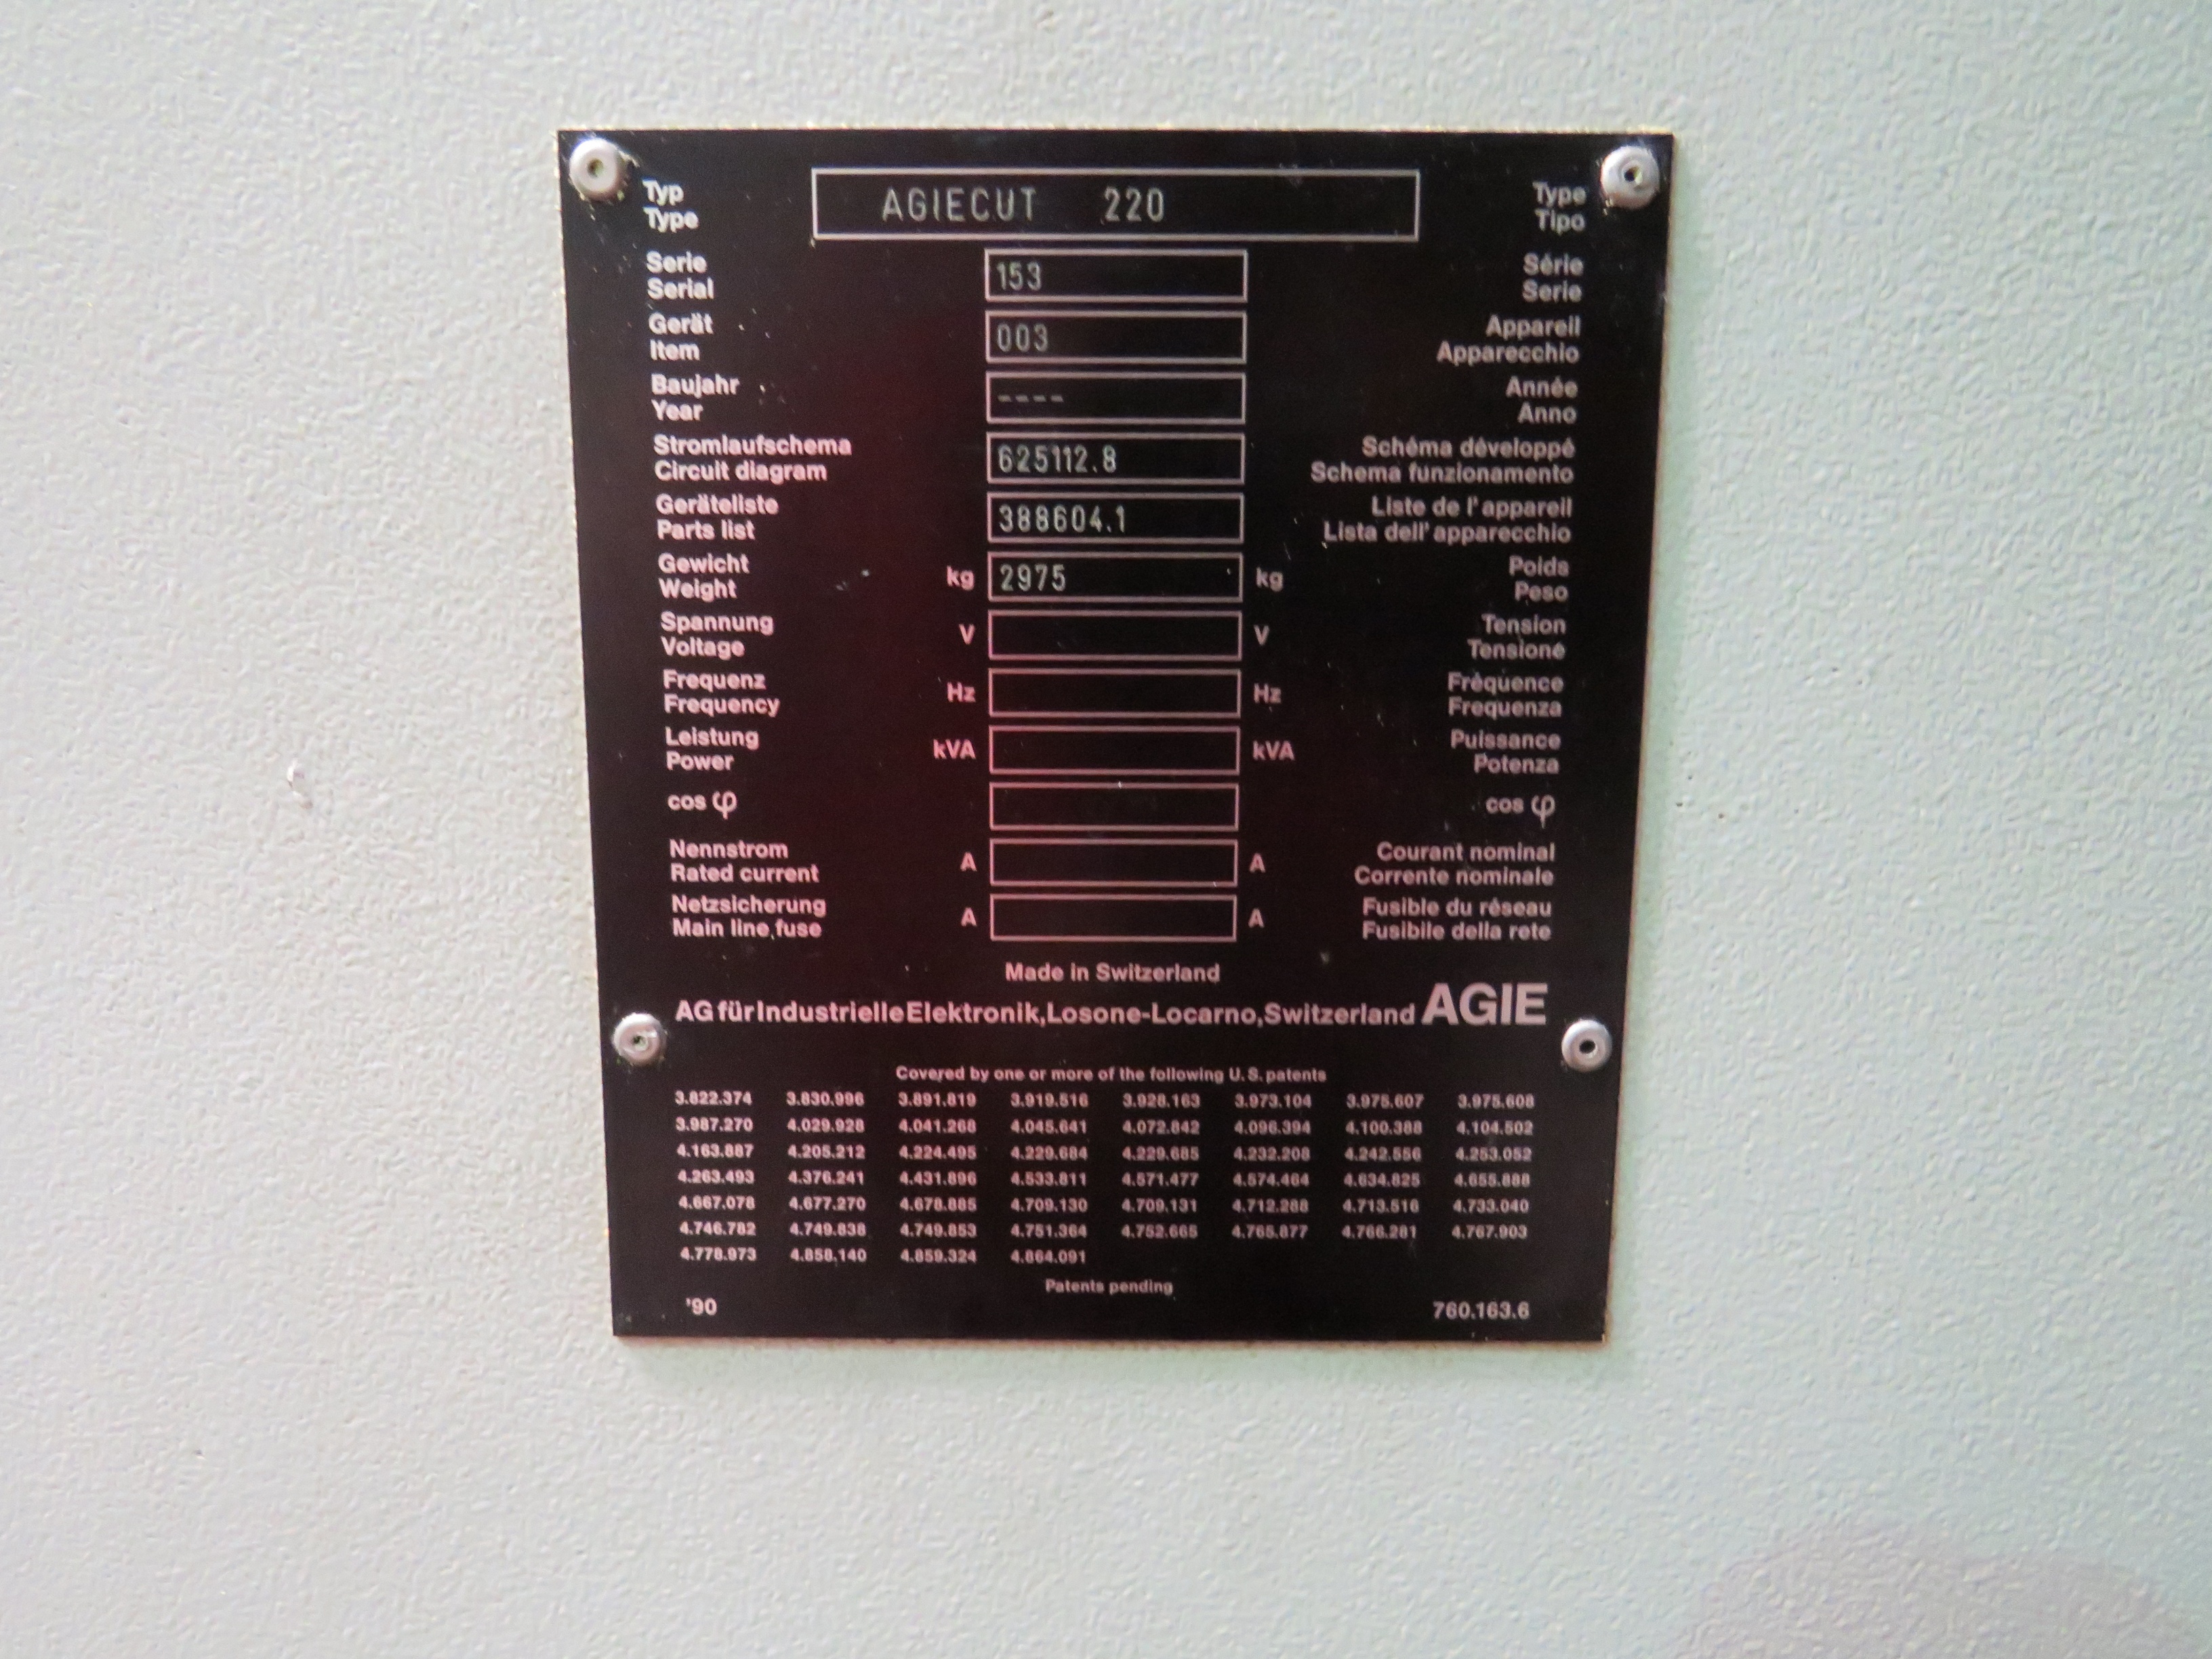 Typ AGIECUT 220 Type
Type Tipo
Serie 153 Série
Serial Serie
Gerät 003 Appareil
Item Apparecchio
Baujahr ---- Année
Year Anno
Stromlaufschema 625112.8 Schéma développé
Circuit diagram Schema funzionamento
Geräteliste 388604.1 Liste de l'appareil
Parts list Lista dell'apparecchio
Gewicht kg 2975 kg Poids
Weight Peso
Spannung V V Tension
Voltage Tensione
Frequenz Hz Hz Fréquence
Frequency Frequenza
Leistung kVA kVA Puissance
Power Potenza
cos φ cos φ
Nennstrom A A Courant nominal
Rated current Corrente nominale
Netzsicherung A A Fusible du réseau
Main line fuse Fusibile della rete
Made in Switzerland
AG für Industrielle Elektronik, Losone-Locarno, Switzerland AGIE
Covered by one or more of the following U.S. patents
3.822.374 3.830.996 3.891.819 3.919.516 3.928.163 3.973.104 3.975.607 3.975.608
3.987.270 4.029.928 4.041.268 4.045.641 4.072.842 4.096.394 4.100.388 4.104.502
4.163.887 4.205.212 4.224.495 4.229.684 4.229.685 4.232.208 4.242.556 4.253.052
4.263.493 4.376.241 4.431.896 4.533.811 4.571.477 4.574.464 4.634.825 4.655.888
4.667.078 4.677.270 4.678.885 4.709.130 4.709.131 4.712.288 4.713.516 4.733.040
4.746.782 4.749.838 4.749.853 4.751.364 4.752.665 4.765.877 4.766.281 4.767.903
4.778.973 4.858.140 4.859.324 4.864.091
Patents pending
'90 760.163.6